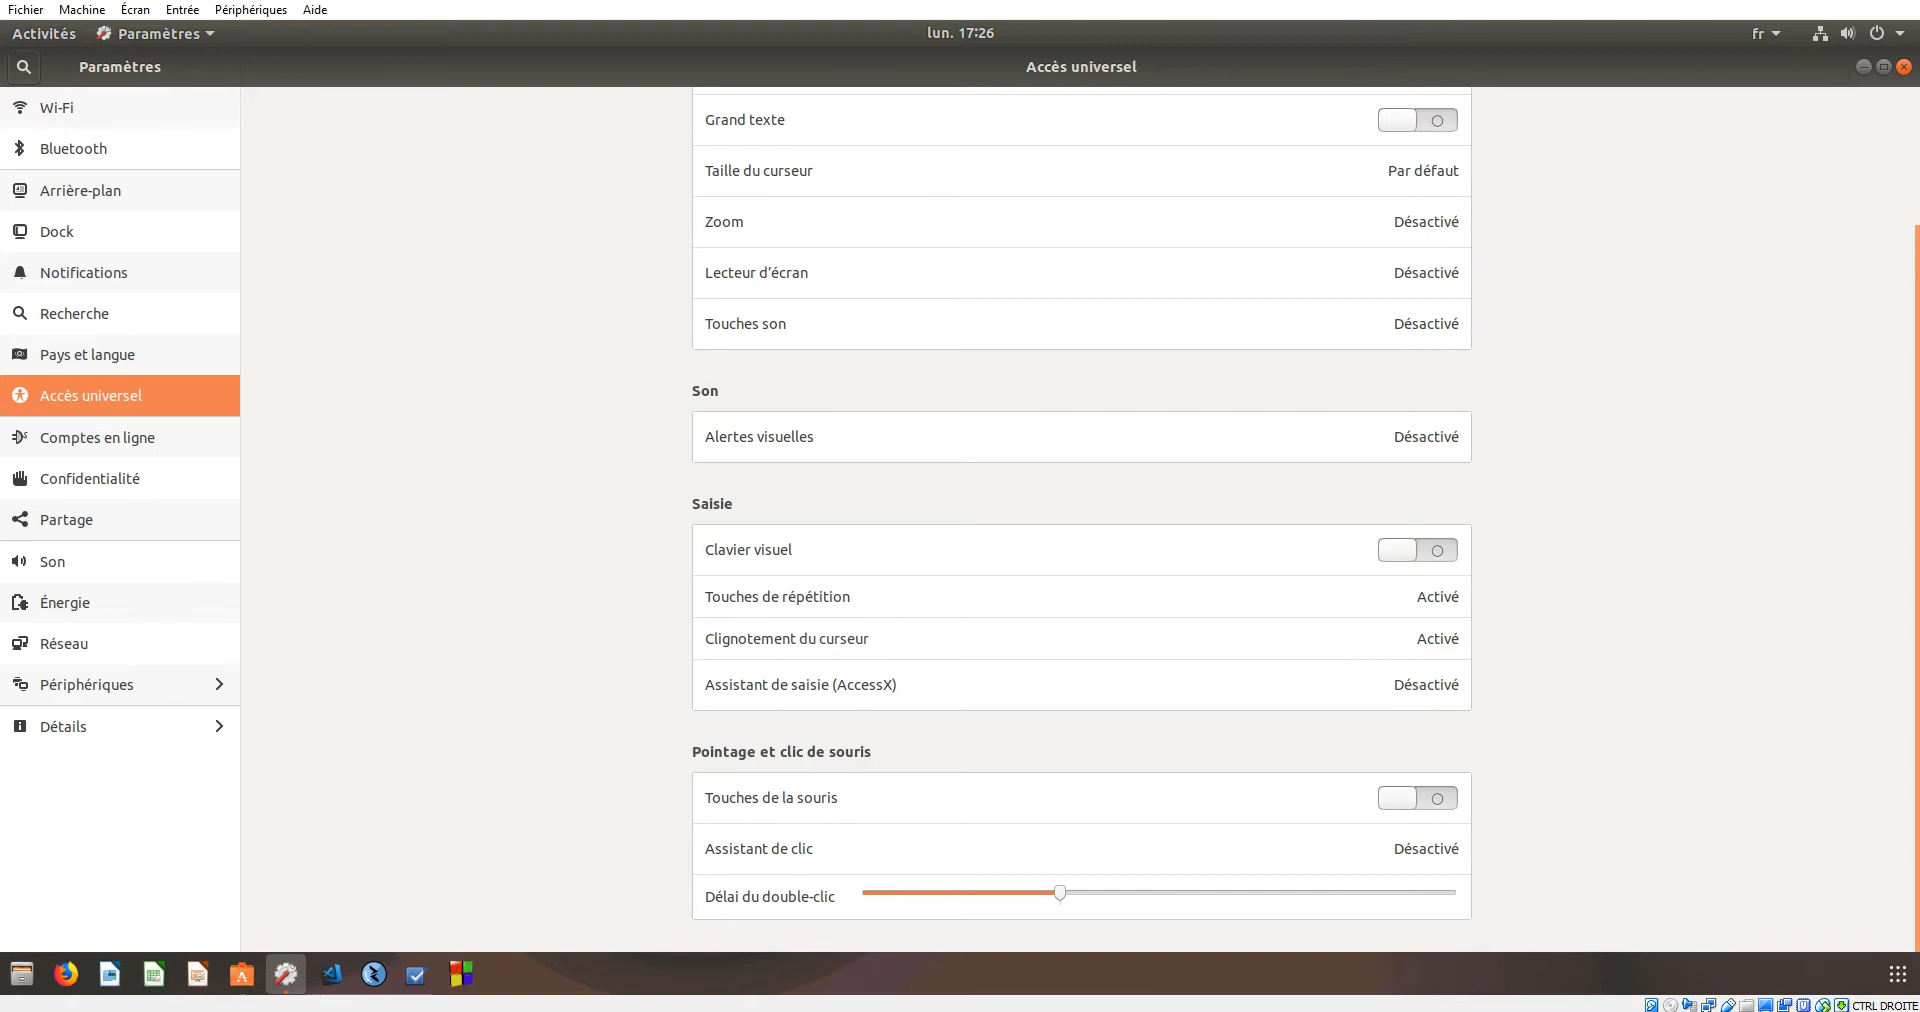 Fichier Machine Écran Entrée Périphériques Aide
Activités Paramètres lun. 17:26 fr
Paramètres Accès universel
Wi-Fi
Bluetooth
Arrière-plan
Dock
Notifications
Recherche
Pays et langue
Accès universel
Comptes en ligne
Confidentialité
Partage
Son
Énergie
Réseau
Périphériques
Détails
Grand texte
Taille du curseur Par défaut
Zoom Désactivé
Lecteur d’écran Désactivé
Touches son Désactivé
Son
Alertes visuelles Désactivé
Saisie
Clavier visuel
Touches de répétition Activé
Clignotement du curseur Activé
Assistant de saisie (AccessX) Désactivé
Pointage et clic de souris
Touches de la souris
Assistant de clic Désactivé
Délai du double-clic
CTRL DROITE